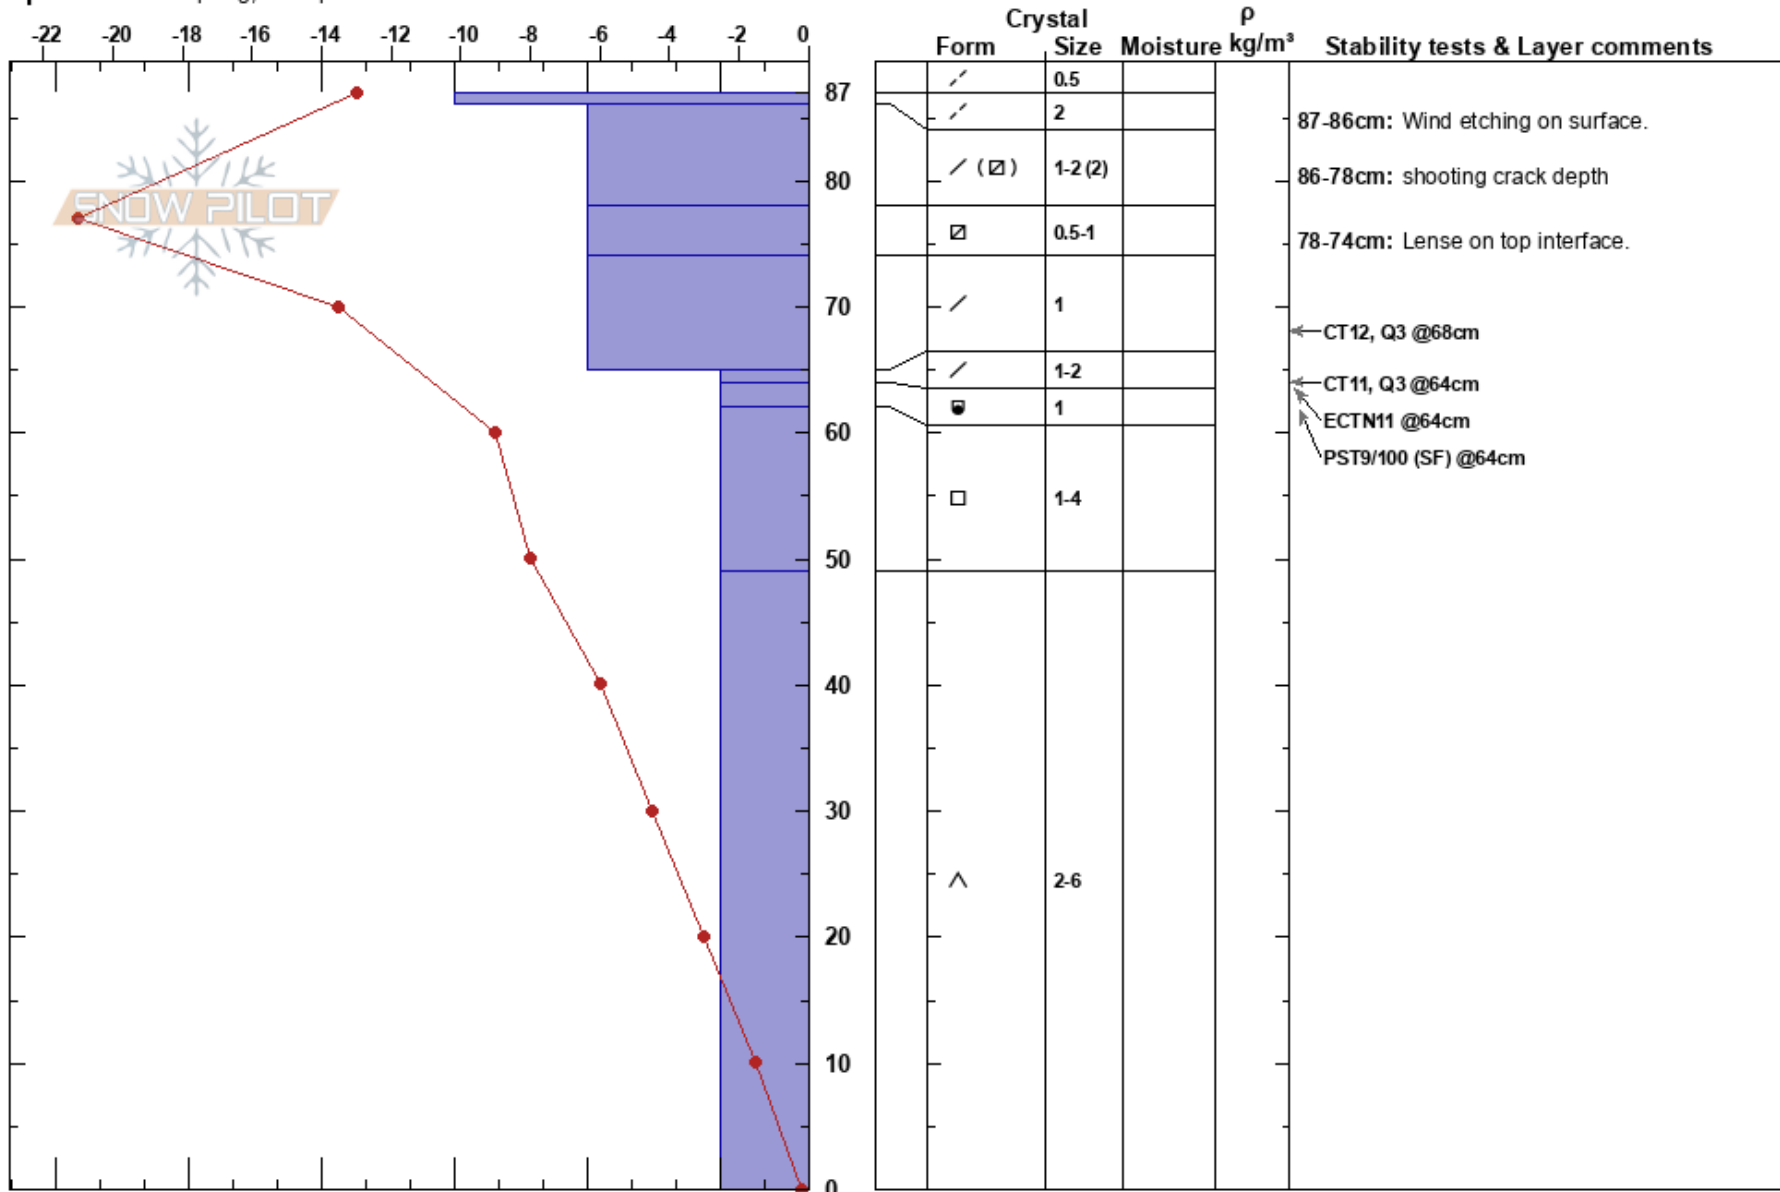 -22 -20 -18 -16 -14 -12 -10 -8 -6 -4 -2 0
Crystal
Form Size Moisture ρ kg/m³ Stability tests & Layer comments
87
80
70
60
50
40
30
20
10
0
SNOW PILOT
0.5
2
1-2 (2)
0.5-1
1
1-2
1
1-4
2-6
87-86cm: Wind etching on surface.
86-78cm: shooting crack depth
78-74cm: Lense on top interface.
CT12, Q3 @68cm
CT11, Q3 @64cm
ECTN11 @64cm
PST9/100 (SF) @64cm